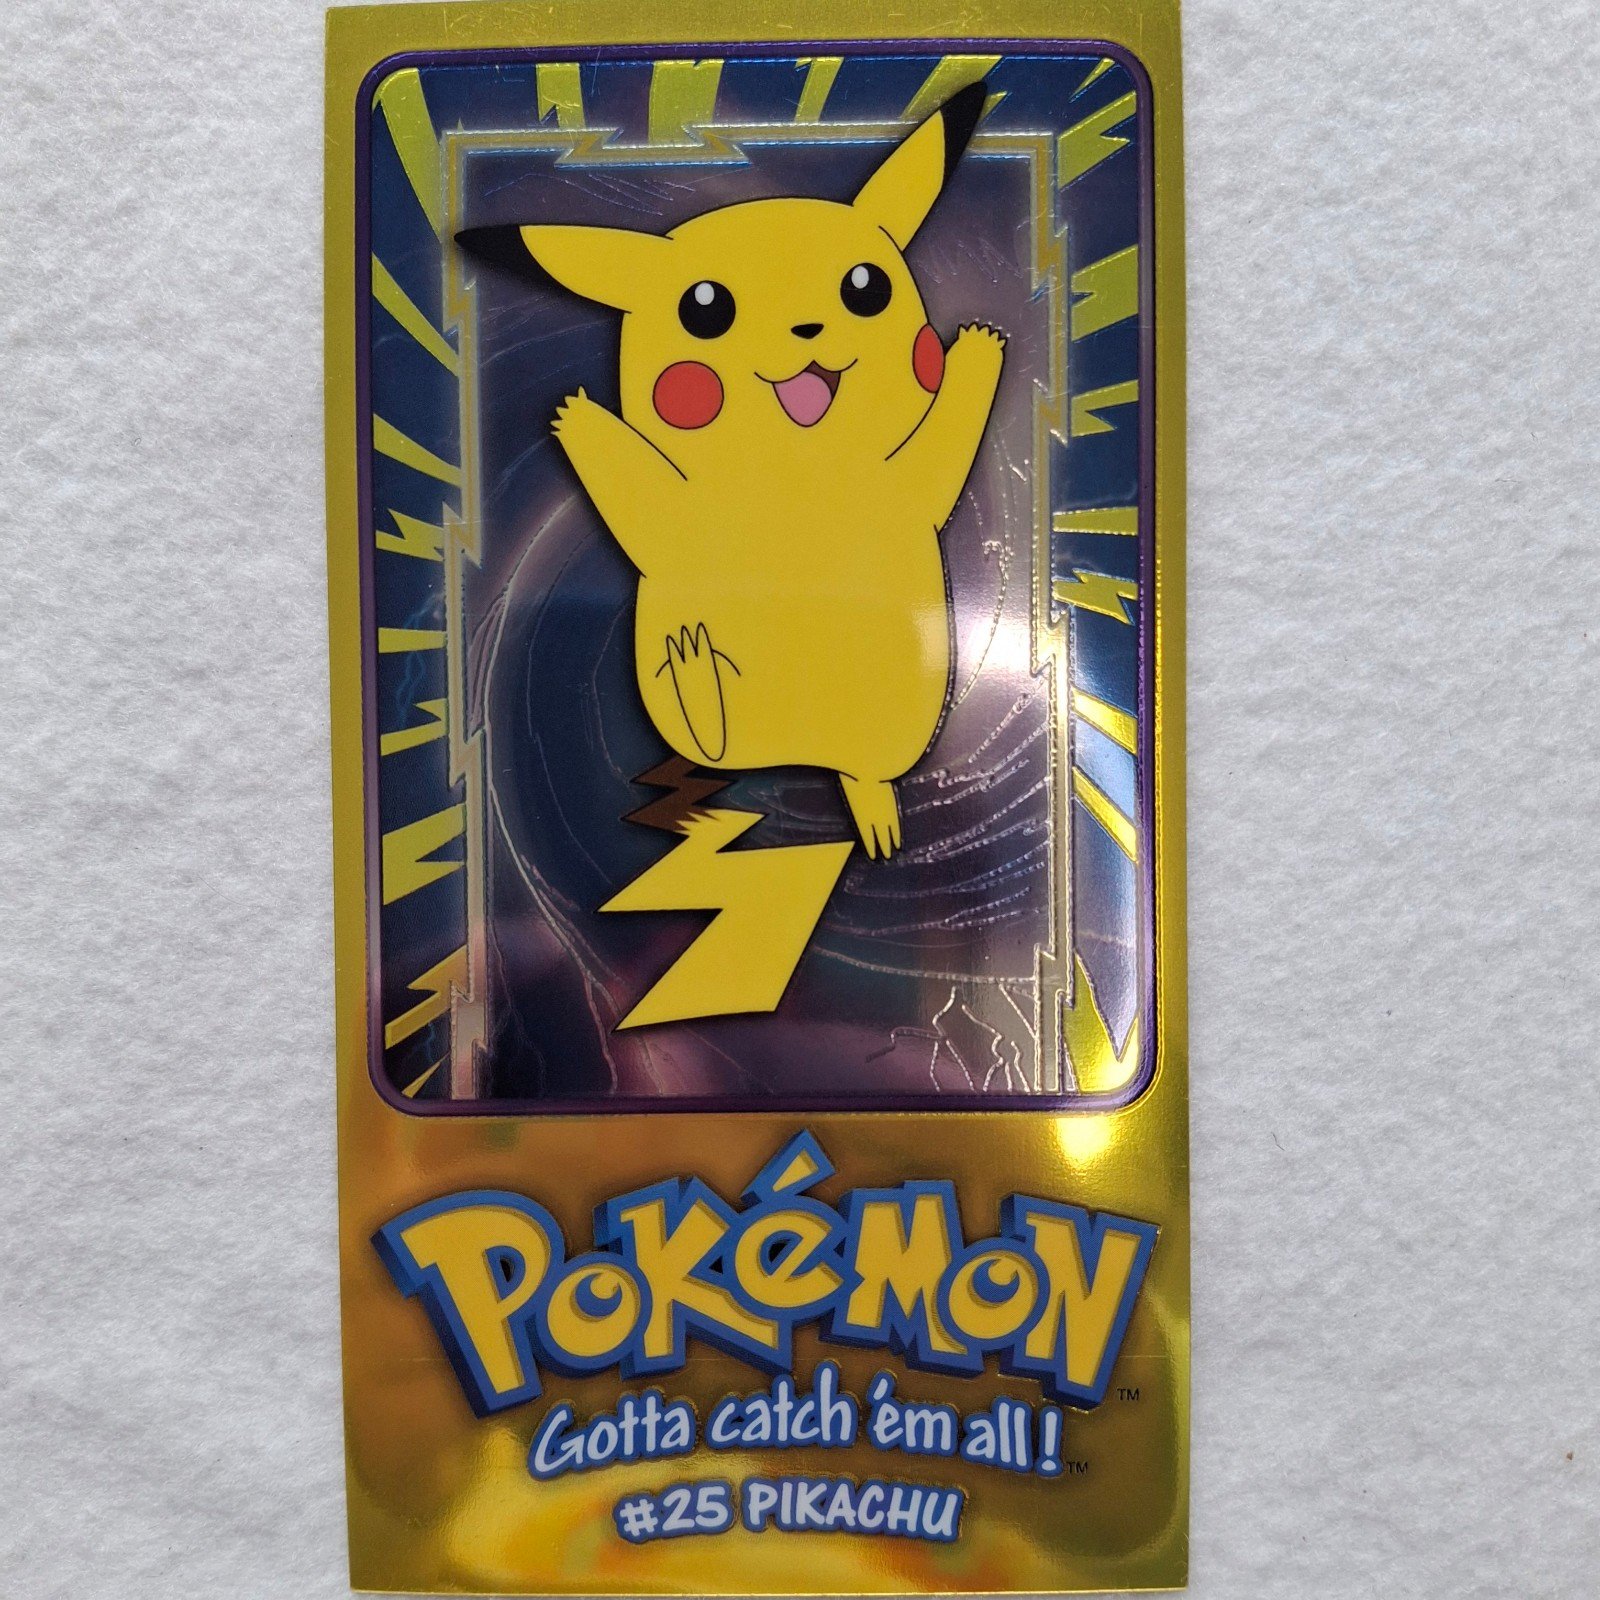 Pokémon™
Gotta catch 'em all!™
#25 PIKACHU